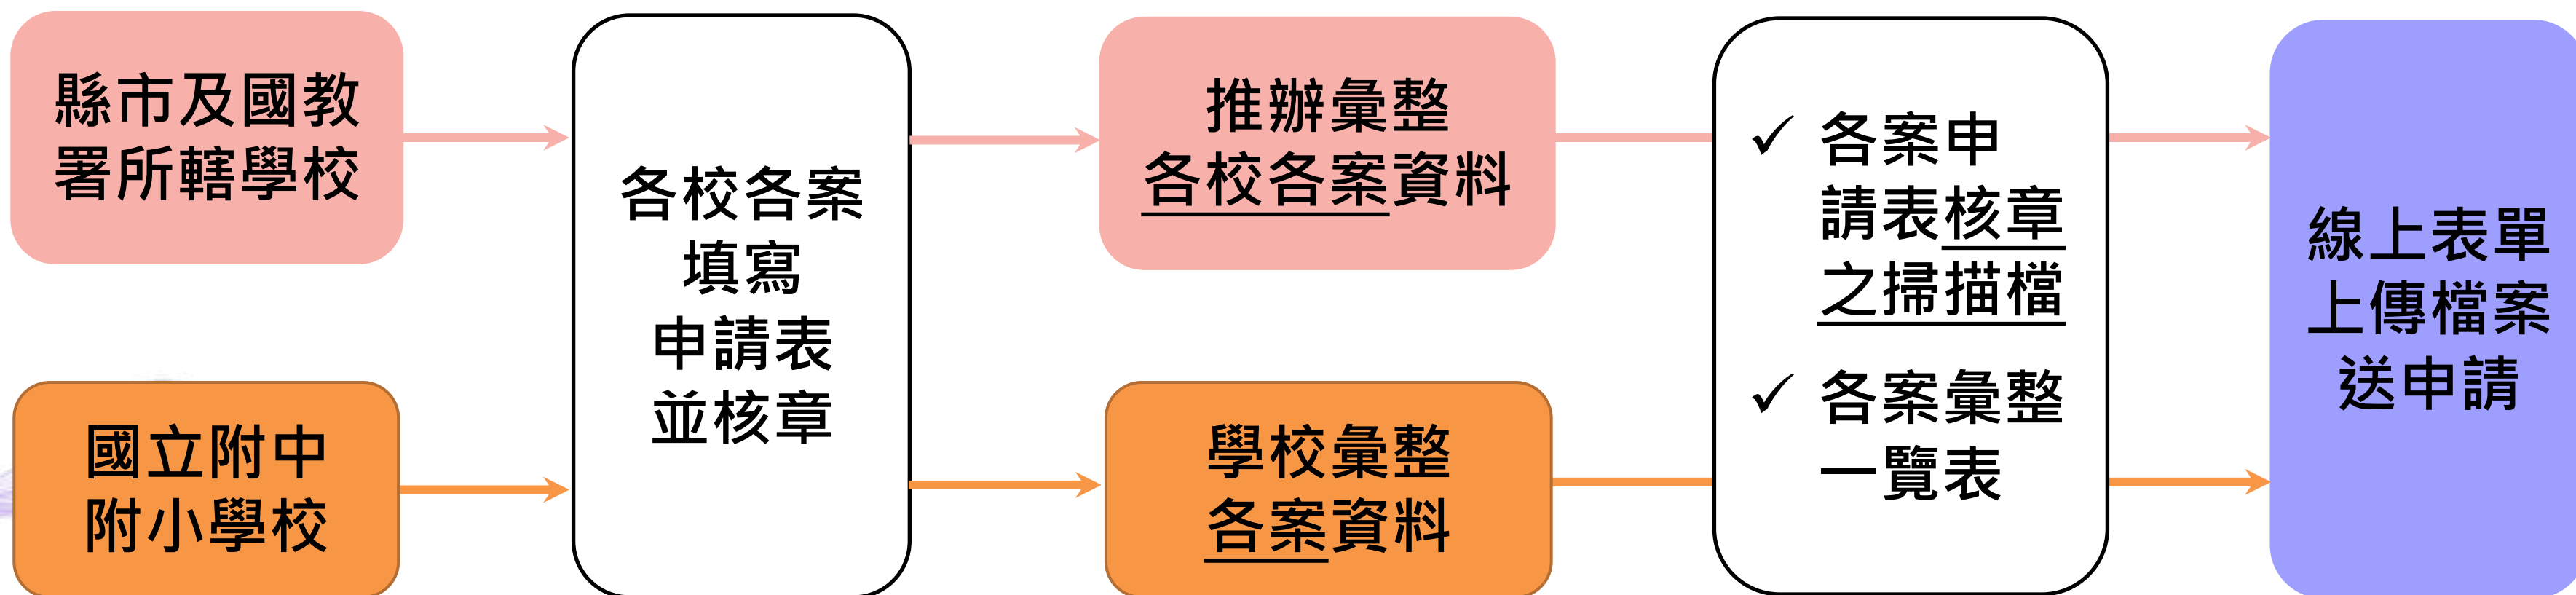 縣市及國教
署所轄學校
國立附中
附小學校
各校各案
填寫
申請表
並核章
推辦彙整
各校各案資料
學校彙整
各案資料
✓ 各案申
請表核章
之掃描檔
✓ 各案彙整
一覽表
線上表單
上傳檔案
送申請